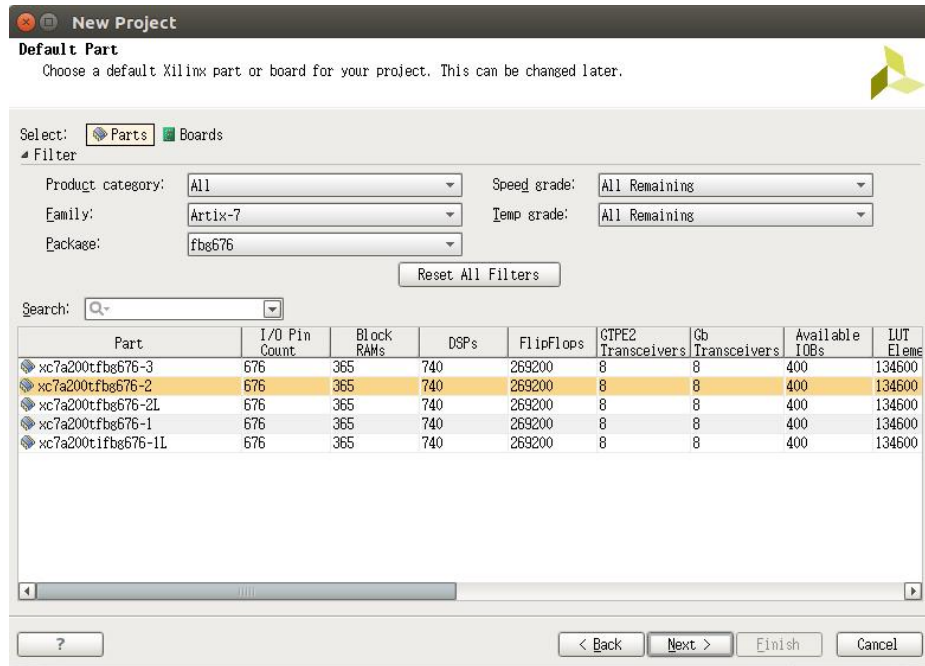 New Project
Default Part
Choose a default Xilinx part or board for your project. This can be changed later.
Select: Parts Boards
Filter
Product category: All Speed grade: All Remaining
Family: Artix-7 Temp grade: All Remaining
Package: fbg676
Reset All Filters
Search: Q-
Part I/O Pin Count Block RAMs DSPs FlipFlops GTPE2 Transceivers Gb Transceivers Available IOBs LUT Eleme
xc7a200tfbg676-3 676 365 740 269200 8 8 400 134600
xc7a200tfbg676-2 676 365 740 269200 8 8 400 134600
xc7a200tfbg676-2L 676 365 740 269200 8 8 400 134600
xc7a200tfbg676-1 676 365 740 269200 8 8 400 134600
xc7a200tifbg676-1L 676 365 740 269200 8 8 400 134600
? < Back Next > Finish Cancel